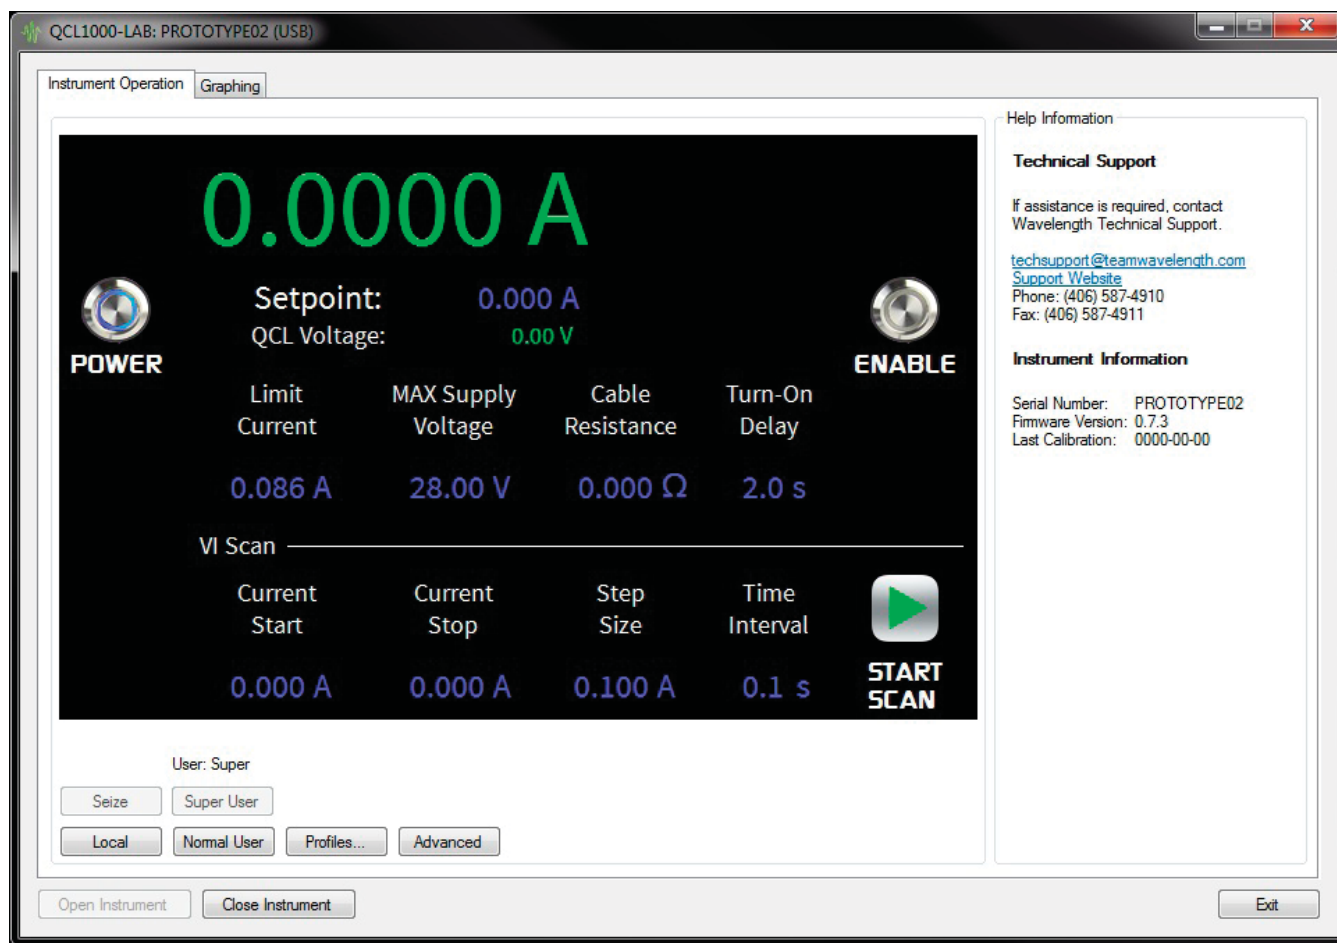 QCL1000-LAB: PROTOTYPE02 (USB)
Instrument Operation
Graphing
0.0000 A
Setpoint: 0.000 A
QCL Voltage: 0.00 V
POWER
ENABLE
Limit Current
MAX Supply Voltage
Cable Resistance
Turn-On Delay
0.086 A
28.00 V
0.000 Ω
2.0 s
VI Scan
Current Start
Current Stop
Step Size
Time Interval
0.000 A
0.000 A
0.100 A
0.1 s
START
SCAN
User: Super
Seize
Super User
Local
Normal User
Profiles...
Advanced
Help Information
Technical Support
If assistance is required, contact
Wavelength Technical Support.
techsupport@teamwavelength.com
Support Website
Phone: (406) 587-4910
Fax: (406) 587-4911
Instrument Information
Serial Number: PROTOTYPE02
Firmware Version: 0.7.3
Last Calibration: 0000-00-00
Open Instrument
Close Instrument
Exit